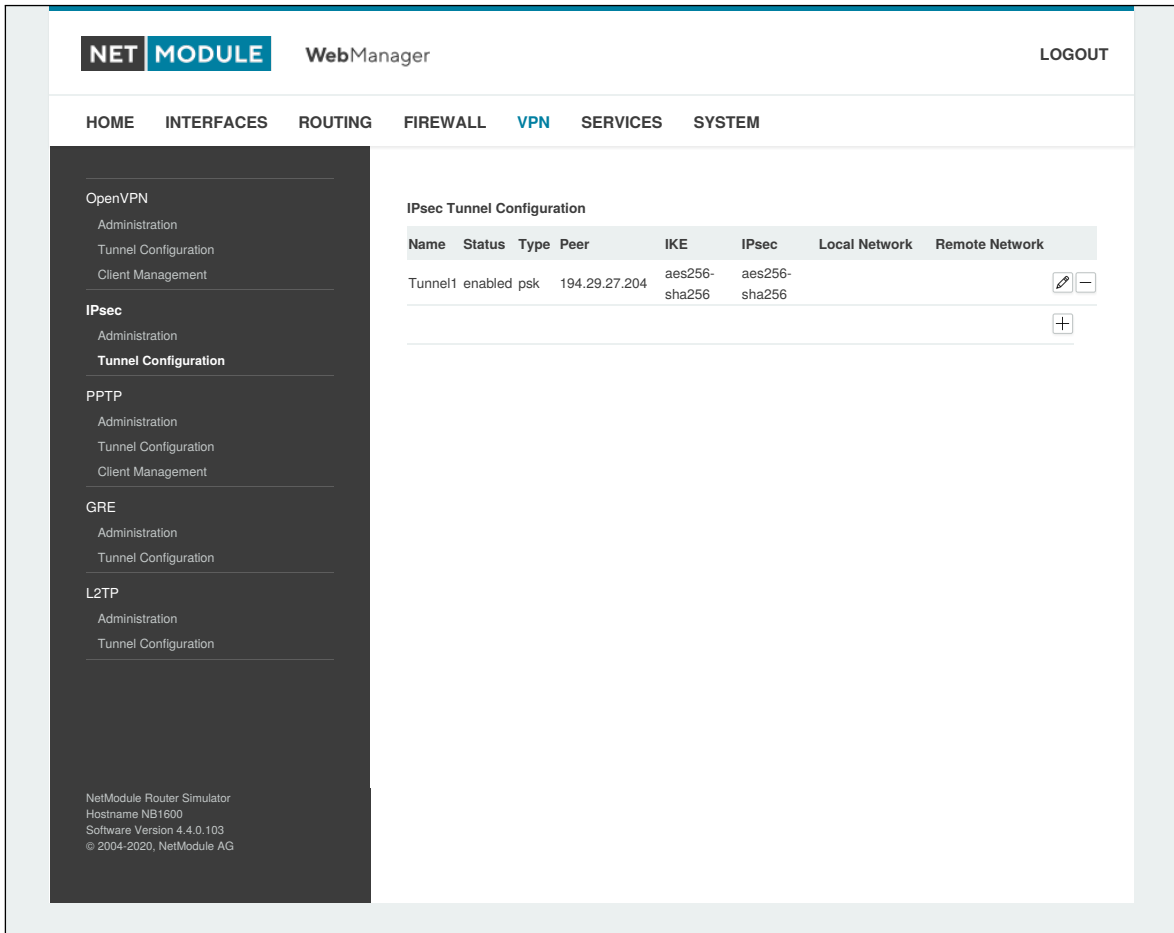 NET MODULE WebManager LOGOUT
HOME INTERFACES ROUTING FIREWALL VPN SERVICES SYSTEM
OpenVPN
Administration
Tunnel Configuration
Client Management
IPsec
Administration
Tunnel Configuration
PPTP
Administration
Tunnel Configuration
Client Management
GRE
Administration
Tunnel Configuration
L2TP
Administration
Tunnel Configuration
NetModule Router Simulator
Hostname NB1600
Software Version 4.4.0.103
© 2004-2020, NetModule AG
IPsec Tunnel Configuration
Name Status Type Peer IKE IPsec Local Network Remote Network
Tunnel1 enabled psk 194.29.27.204 aes256- aes256-
sha256 sha256